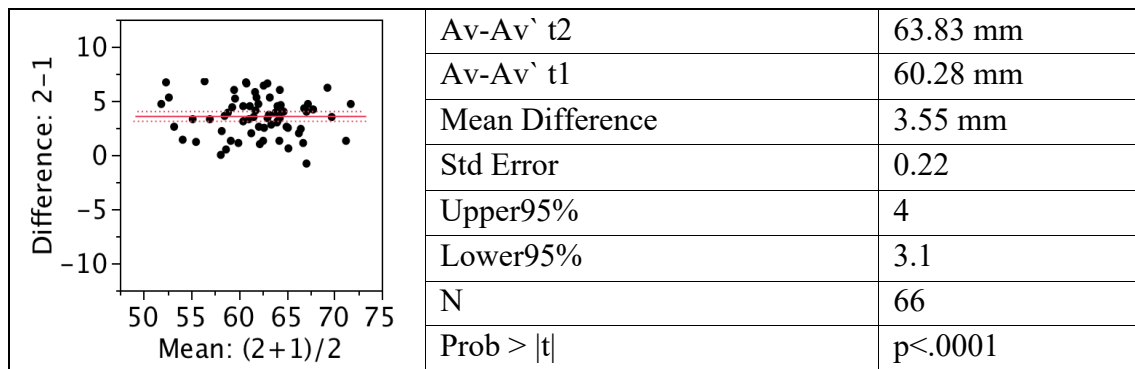 10
5
0
−5
−10
Difference: 2−1
50 55 60 65 70 75
Mean: (2+1)/2
Av-Av` t2 63.83 mm
Av-Av` t1 60.28 mm
Mean Difference 3.55 mm
Std Error 0.22
Upper95% 4
Lower95% 3.1
N 66
Prob > |t| p<.0001